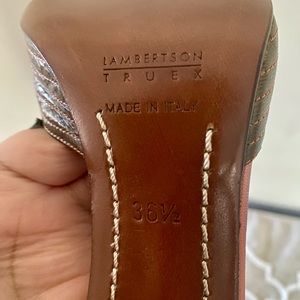 LAMBERTSON
TRUEX
MADE IN ITALY
36½